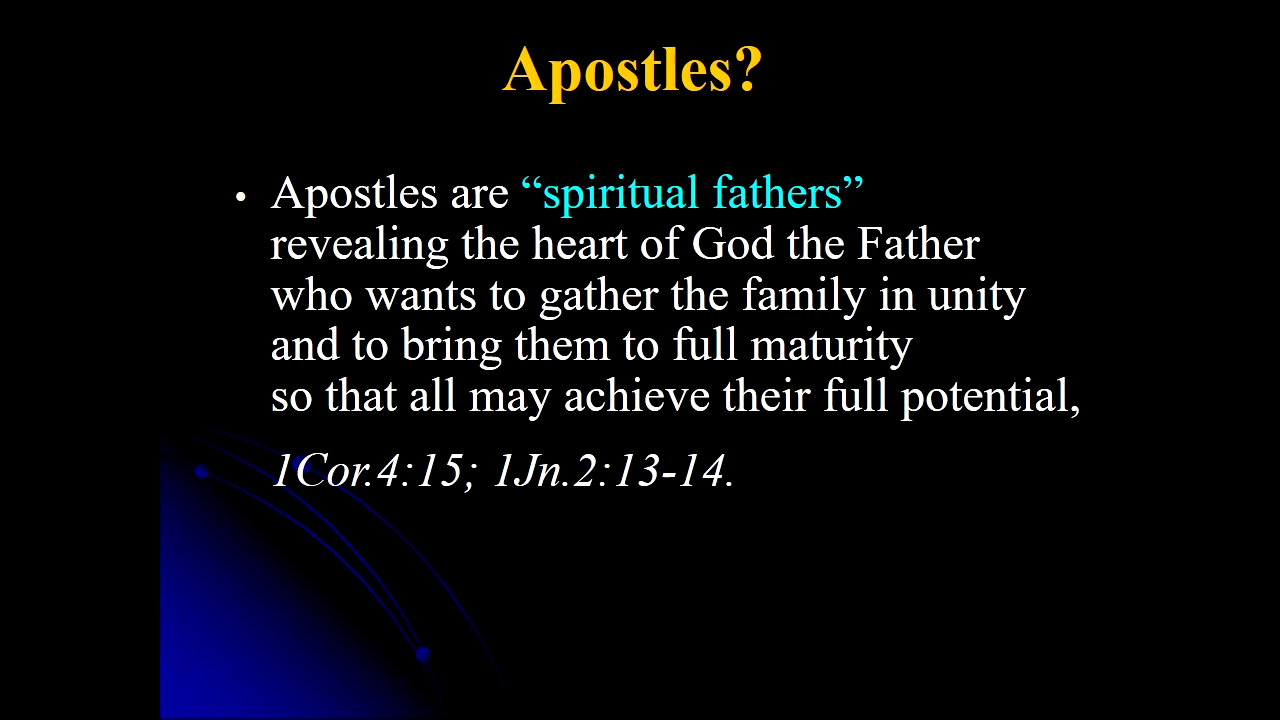 Apostles?
• Apostles are “spiritual fathers”
revealing the heart of God the Father
who wants to gather the family in unity
and to bring them to full maturity
so that all may achieve their full potential,
1Cor.4:15; 1Jn.2:13-14.